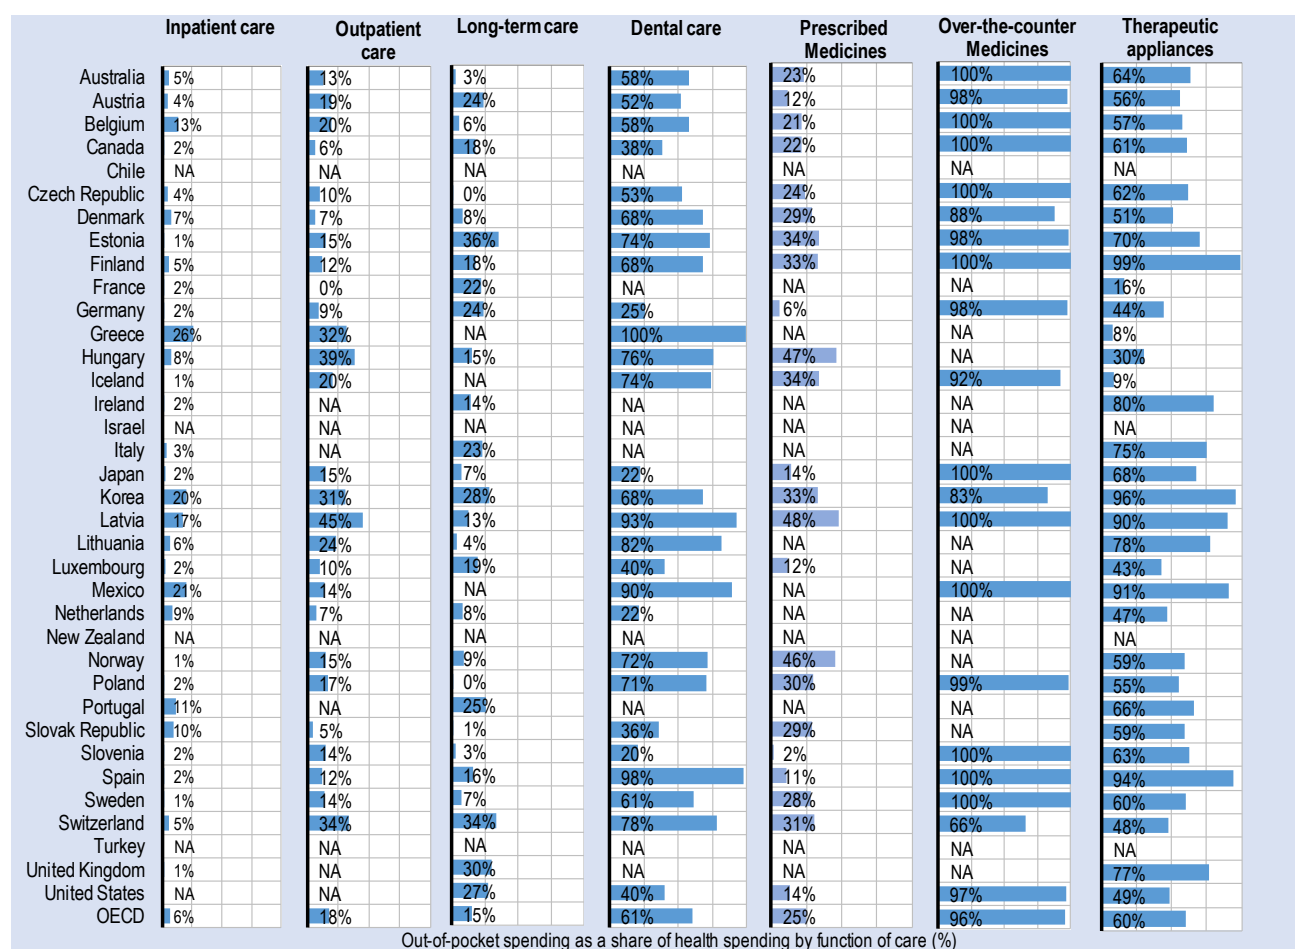 Inpatient care Outpatient care Long-term care Dental care Prescribed Medicines Over-the-counter Medicines Therapeutic appliances
Australia 5% 13% 3% 58% 23% 100% 64%
Austria 4% 19% 24% 52% 12% 98% 56%
Belgium 13% 20% 6% 58% 21% 100% 57%
Canada 2% 6% 18% 38% 22% 100% 61%
Chile NA NA NA NA NA NA NA
Czech Republic 4% 10% 0% 53% 24% 100% 62%
Denmark 7% 7% 8% 68% 29% 88% 51%
Estonia 1% 15% 36% 74% 34% 98% 70%
Finland 5% 12% 18% 68% 33% 100% 99%
France 2% 0% 22% NA NA NA 16%
Germany 2% 9% 24% 25% 6% 98% 44%
Greece 26% 32% NA 100% NA NA 8%
Hungary 8% 39% 15% 76% 47% NA 30%
Iceland 1% 20% NA 74% 34% 92% 9%
Ireland 2% NA 14% NA NA NA 80%
Israel NA NA NA NA NA NA NA
Italy 3% NA 23% NA NA NA 75%
Japan 2% 15% 7% 22% 14% 100% 68%
Korea 20% 31% 28% 68% 33% 83% 96%
Latvia 17% 45% 13% 93% 48% 100% 90%
Lithuania 6% 24% 4% 82% NA NA 78%
Luxembourg 2% 10% 19% 40% 12% NA 43%
Mexico 21% 14% NA 90% NA 100% 91%
Netherlands 9% 7% 8% 22% NA NA 47%
New Zealand NA NA NA NA NA NA NA
Norway 1% 15% 9% 72% 46% NA 59%
Poland 2% 17% 0% 71% 30% 99% 55%
Portugal 11% NA 25% NA NA NA 66%
Slovak Republic 10% 5% 1% 36% 29% NA 59%
Slovenia 2% 14% 3% 20% 2% 100% 63%
Spain 2% 12% 16% 98% 11% 100% 94%
Sweden 1% 14% 7% 61% 28% 100% 60%
Switzerland 5% 34% 34% 78% 31% 66% 48%
Turkey NA NA NA NA NA NA NA
United Kingdom 1% NA 30% NA NA NA 77%
United States NA NA 27% 40% 14% 97% 49%
OECD 6% 18% 15% 61% 25% 96% 60%
Out-of-pocket spending as a share of health spending by function of care (%)